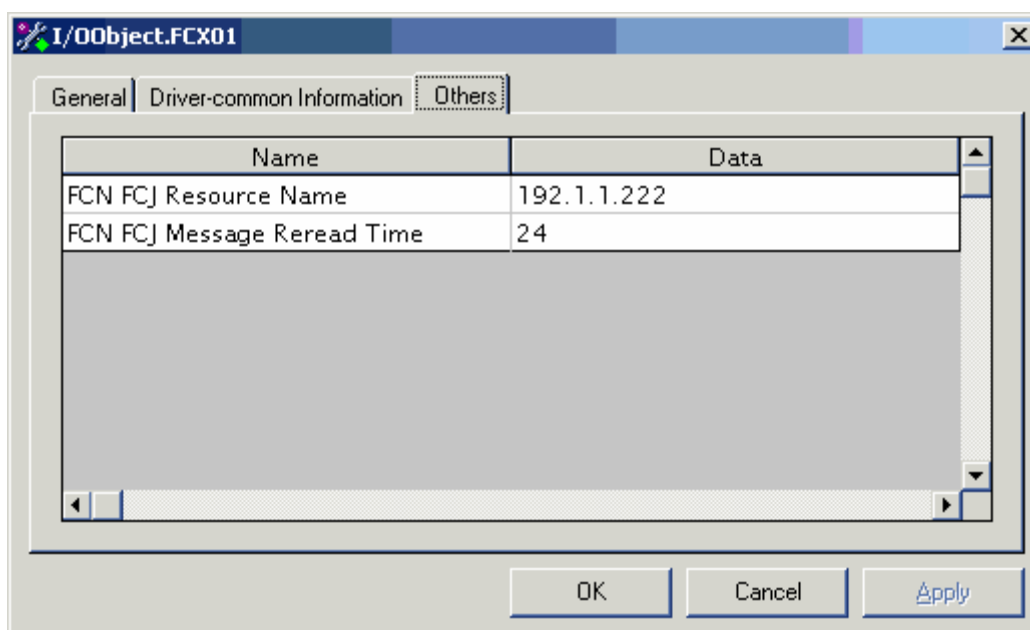 I/OObject.FCX01
General Driver-common Information Others
Name Data
FCN FCJ Resource Name 192.1.1.222
FCN FCJ Message Reread Time 24
OK Cancel Apply